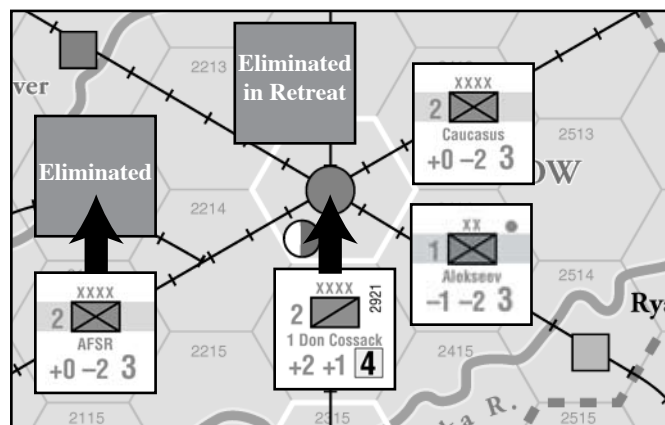 2213
ver
Eliminated
in Retreat
XXXX
2
Caucasus
+0 –2 3
2513
OW
Eliminated
2214
XX
1
Alekseev
–1 –2 3
2514
Rya
XXXX
2
AFSR
+0 –2 3
XXXX
2921
2
1 Don Cossack
+2 +1 4
2215
2415
2115
2315
ka R.
2515